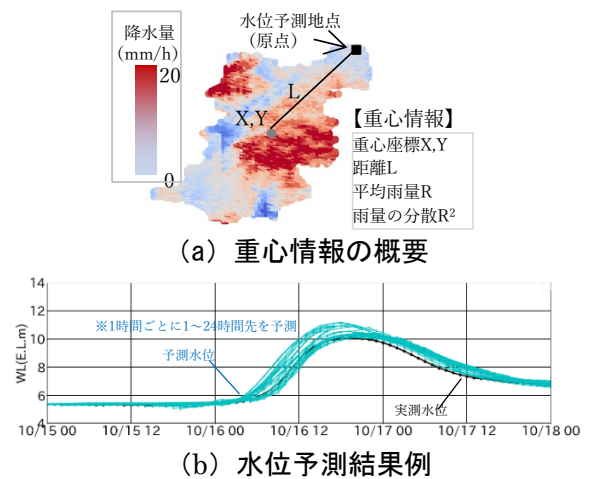 降水量
(mm/h)
20
0
水位予測地点
（原点）
L
X,Y
【重心情報】
重心座標X,Y
距離L
平均雨量R
雨量の分散R²
(a) 重心情報の概要
14
12
10
8
6
4
WL(E.L.m)
※1時間ごとに1～24時間先を予測
予測水位
実測水位
10/15 00 10/15 12 10/16 00 10/16 12 10/17 00 10/17 12 10/18 00
(b) 水位予測結果例